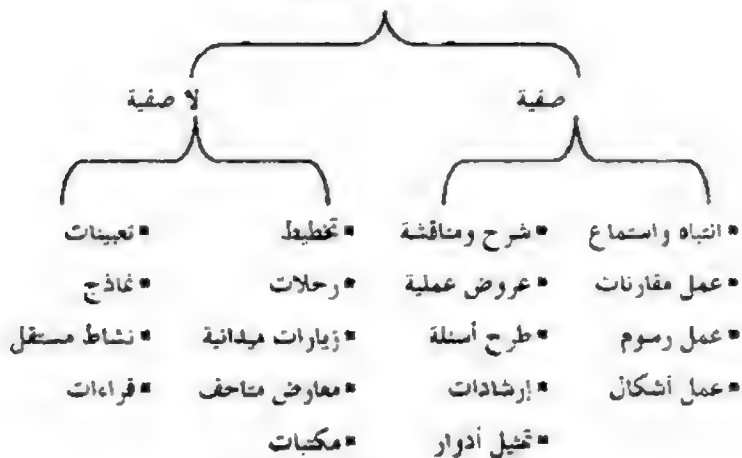 صفية
لا صفية
▪ انتباه واستماع ▪ شرح ومناقشة ▪ تخطيط ▪ تعيينات
▪ عمل مقارنات ▪ عروض عملية ▪ رحلات ▪ نماذج
▪ عمل رسوم ▪ طرح أسئلة ▪ زيارات ميدانية ▪ نشاط مستقل
▪ عمل أشكال ▪ إرشادات ▪ معارض متاحف ▪ قراءات
▪ تمثيل أدوار ▪ مكتبات